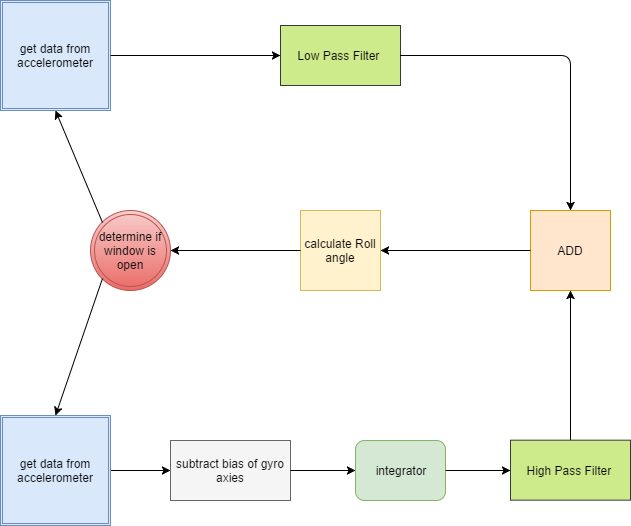 get data from
accelerometer
Low Pass Filter
determine if
window is
open
calculate Roll
angle
ADD
get data from
accelerometer
subtract bias of gyro
axies
integrator
High Pass Filter